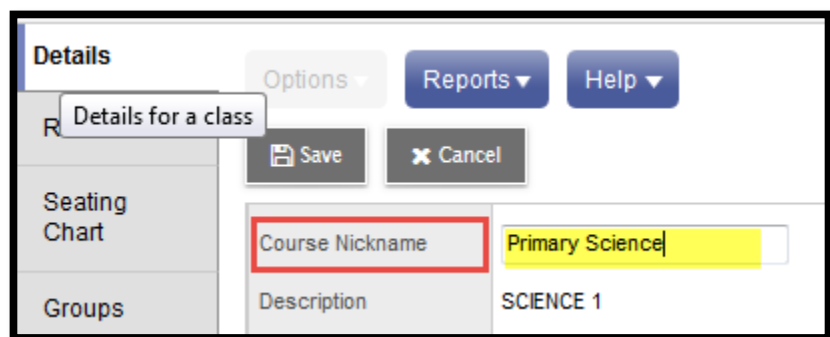 Details
Options Reports Help
R
Details for a class
Save Cancel
Seating
Chart
Course Nickname Primary Science
Groups
Description SCIENCE 1